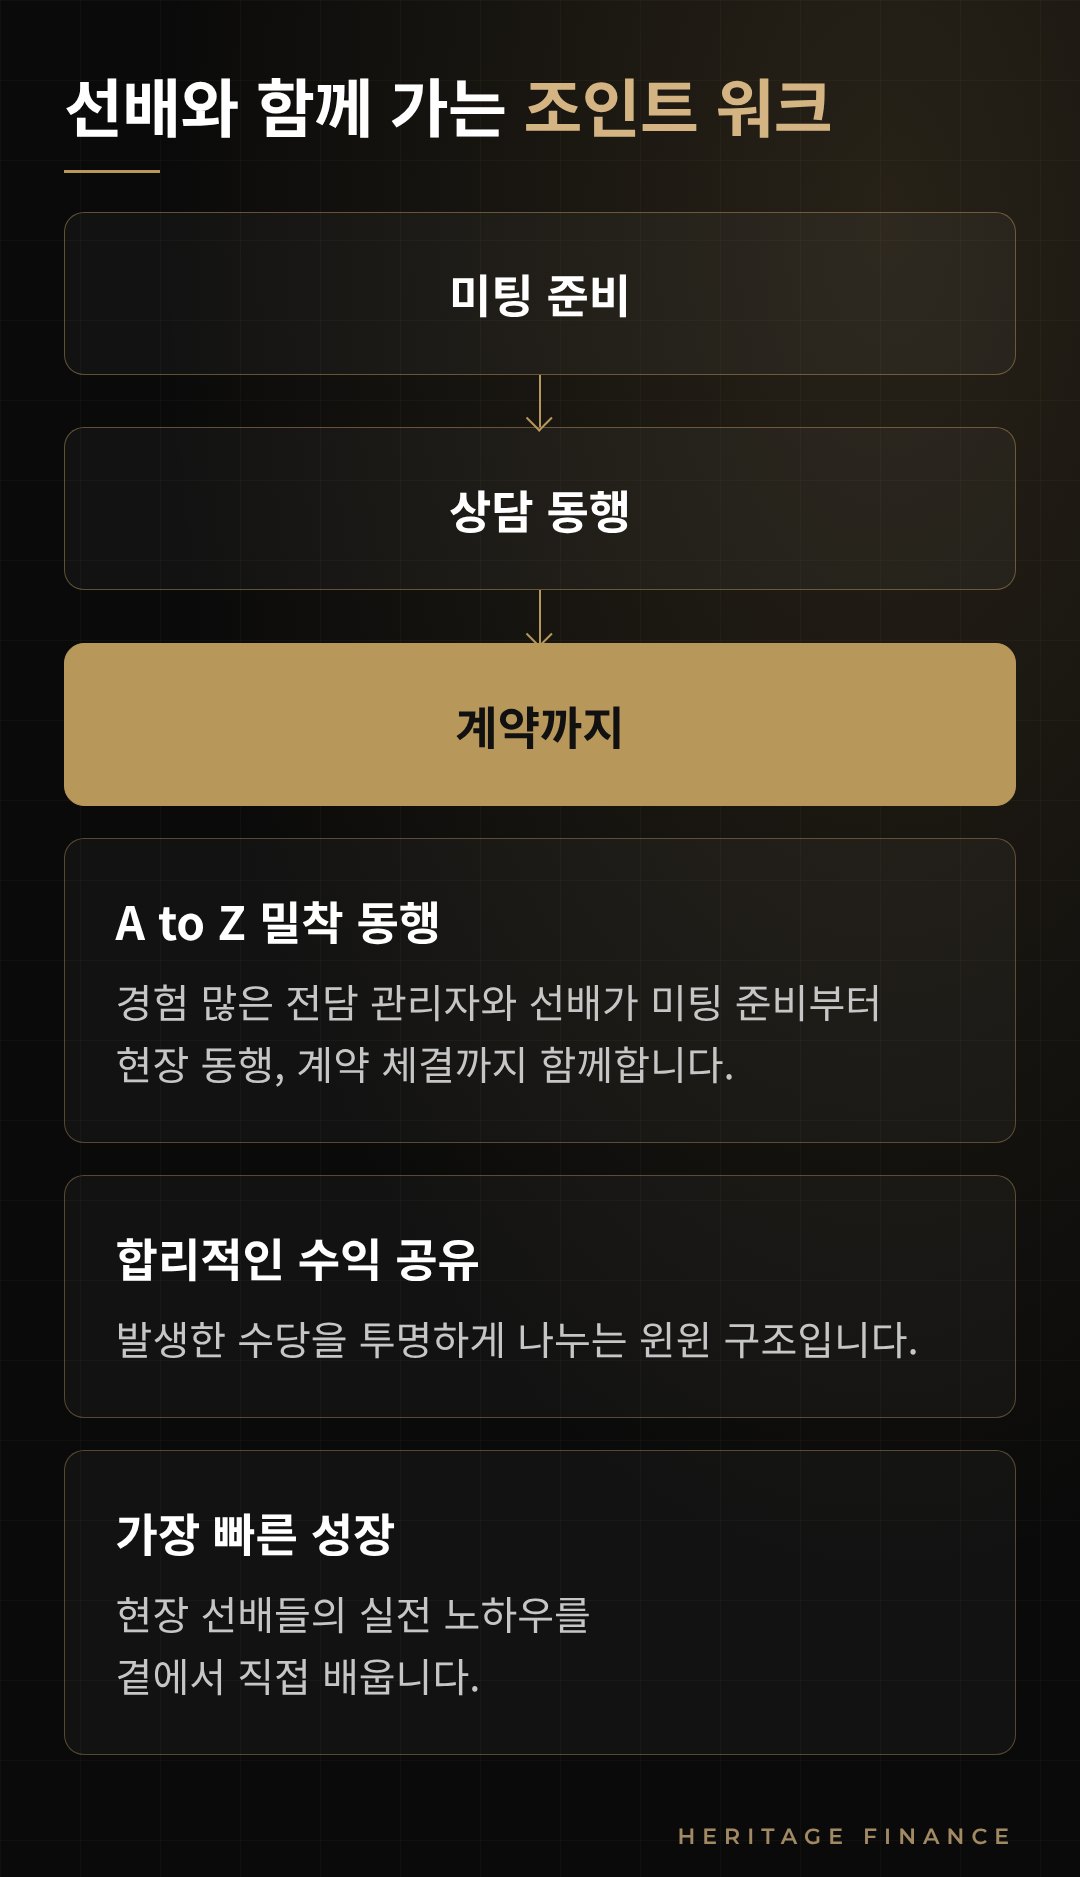 선배와 함께 가는 조인트 워크
미팅 준비
상담 동행
계약까지
A to Z 밀착 동행
경험 많은 전담 관리자와 선배가 미팅 준비부터
현장 동행, 계약 체결까지 함께합니다.
합리적인 수익 공유
발생한 수당을 투명하게 나누는 윈윈 구조입니다.
가장 빠른 성장
현장 선배들의 실전 노하우를
곁에서 직접 배웁니다.
HERITAGE FINANCE